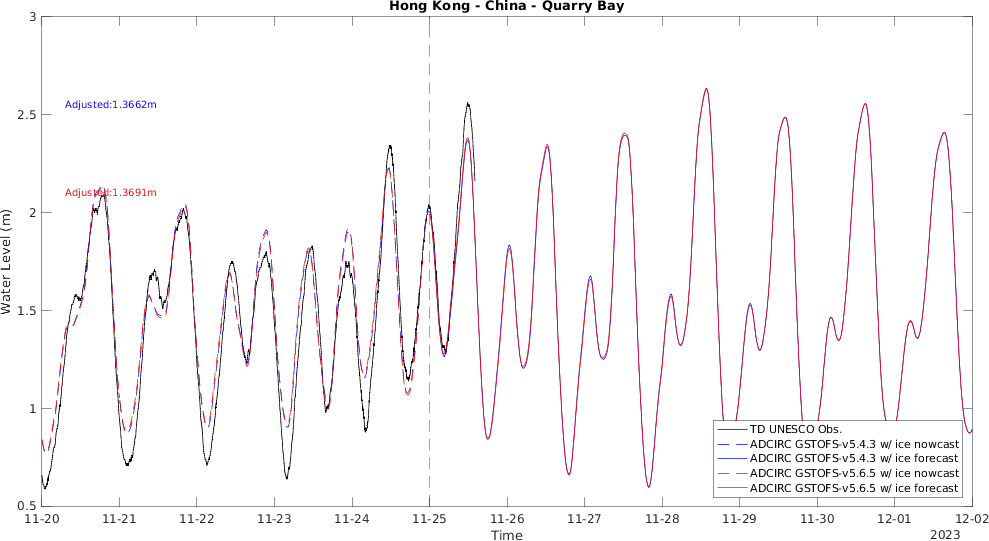 Hong Kong - China - Quarry Bay
3
2.5
2
1.5
1
0.5
Water Level (m)
Adjusted:1.3662m
Adjusted:1.3691m
TD UNESCO Obs.
ADCIRC GSTOFS-v5.4.3 w/ ice nowcast
ADCIRC GSTOFS-v5.4.3 w/ ice forecast
ADCIRC GSTOFS-v5.6.5 w/ ice nowcast
ADCIRC GSTOFS-v5.6.5 w/ ice forecast
11-20 11-21 11-22 11-23 11-24 11-25 11-26 11-27 11-28 11-29 11-30 12-01 12-02
Time
2023